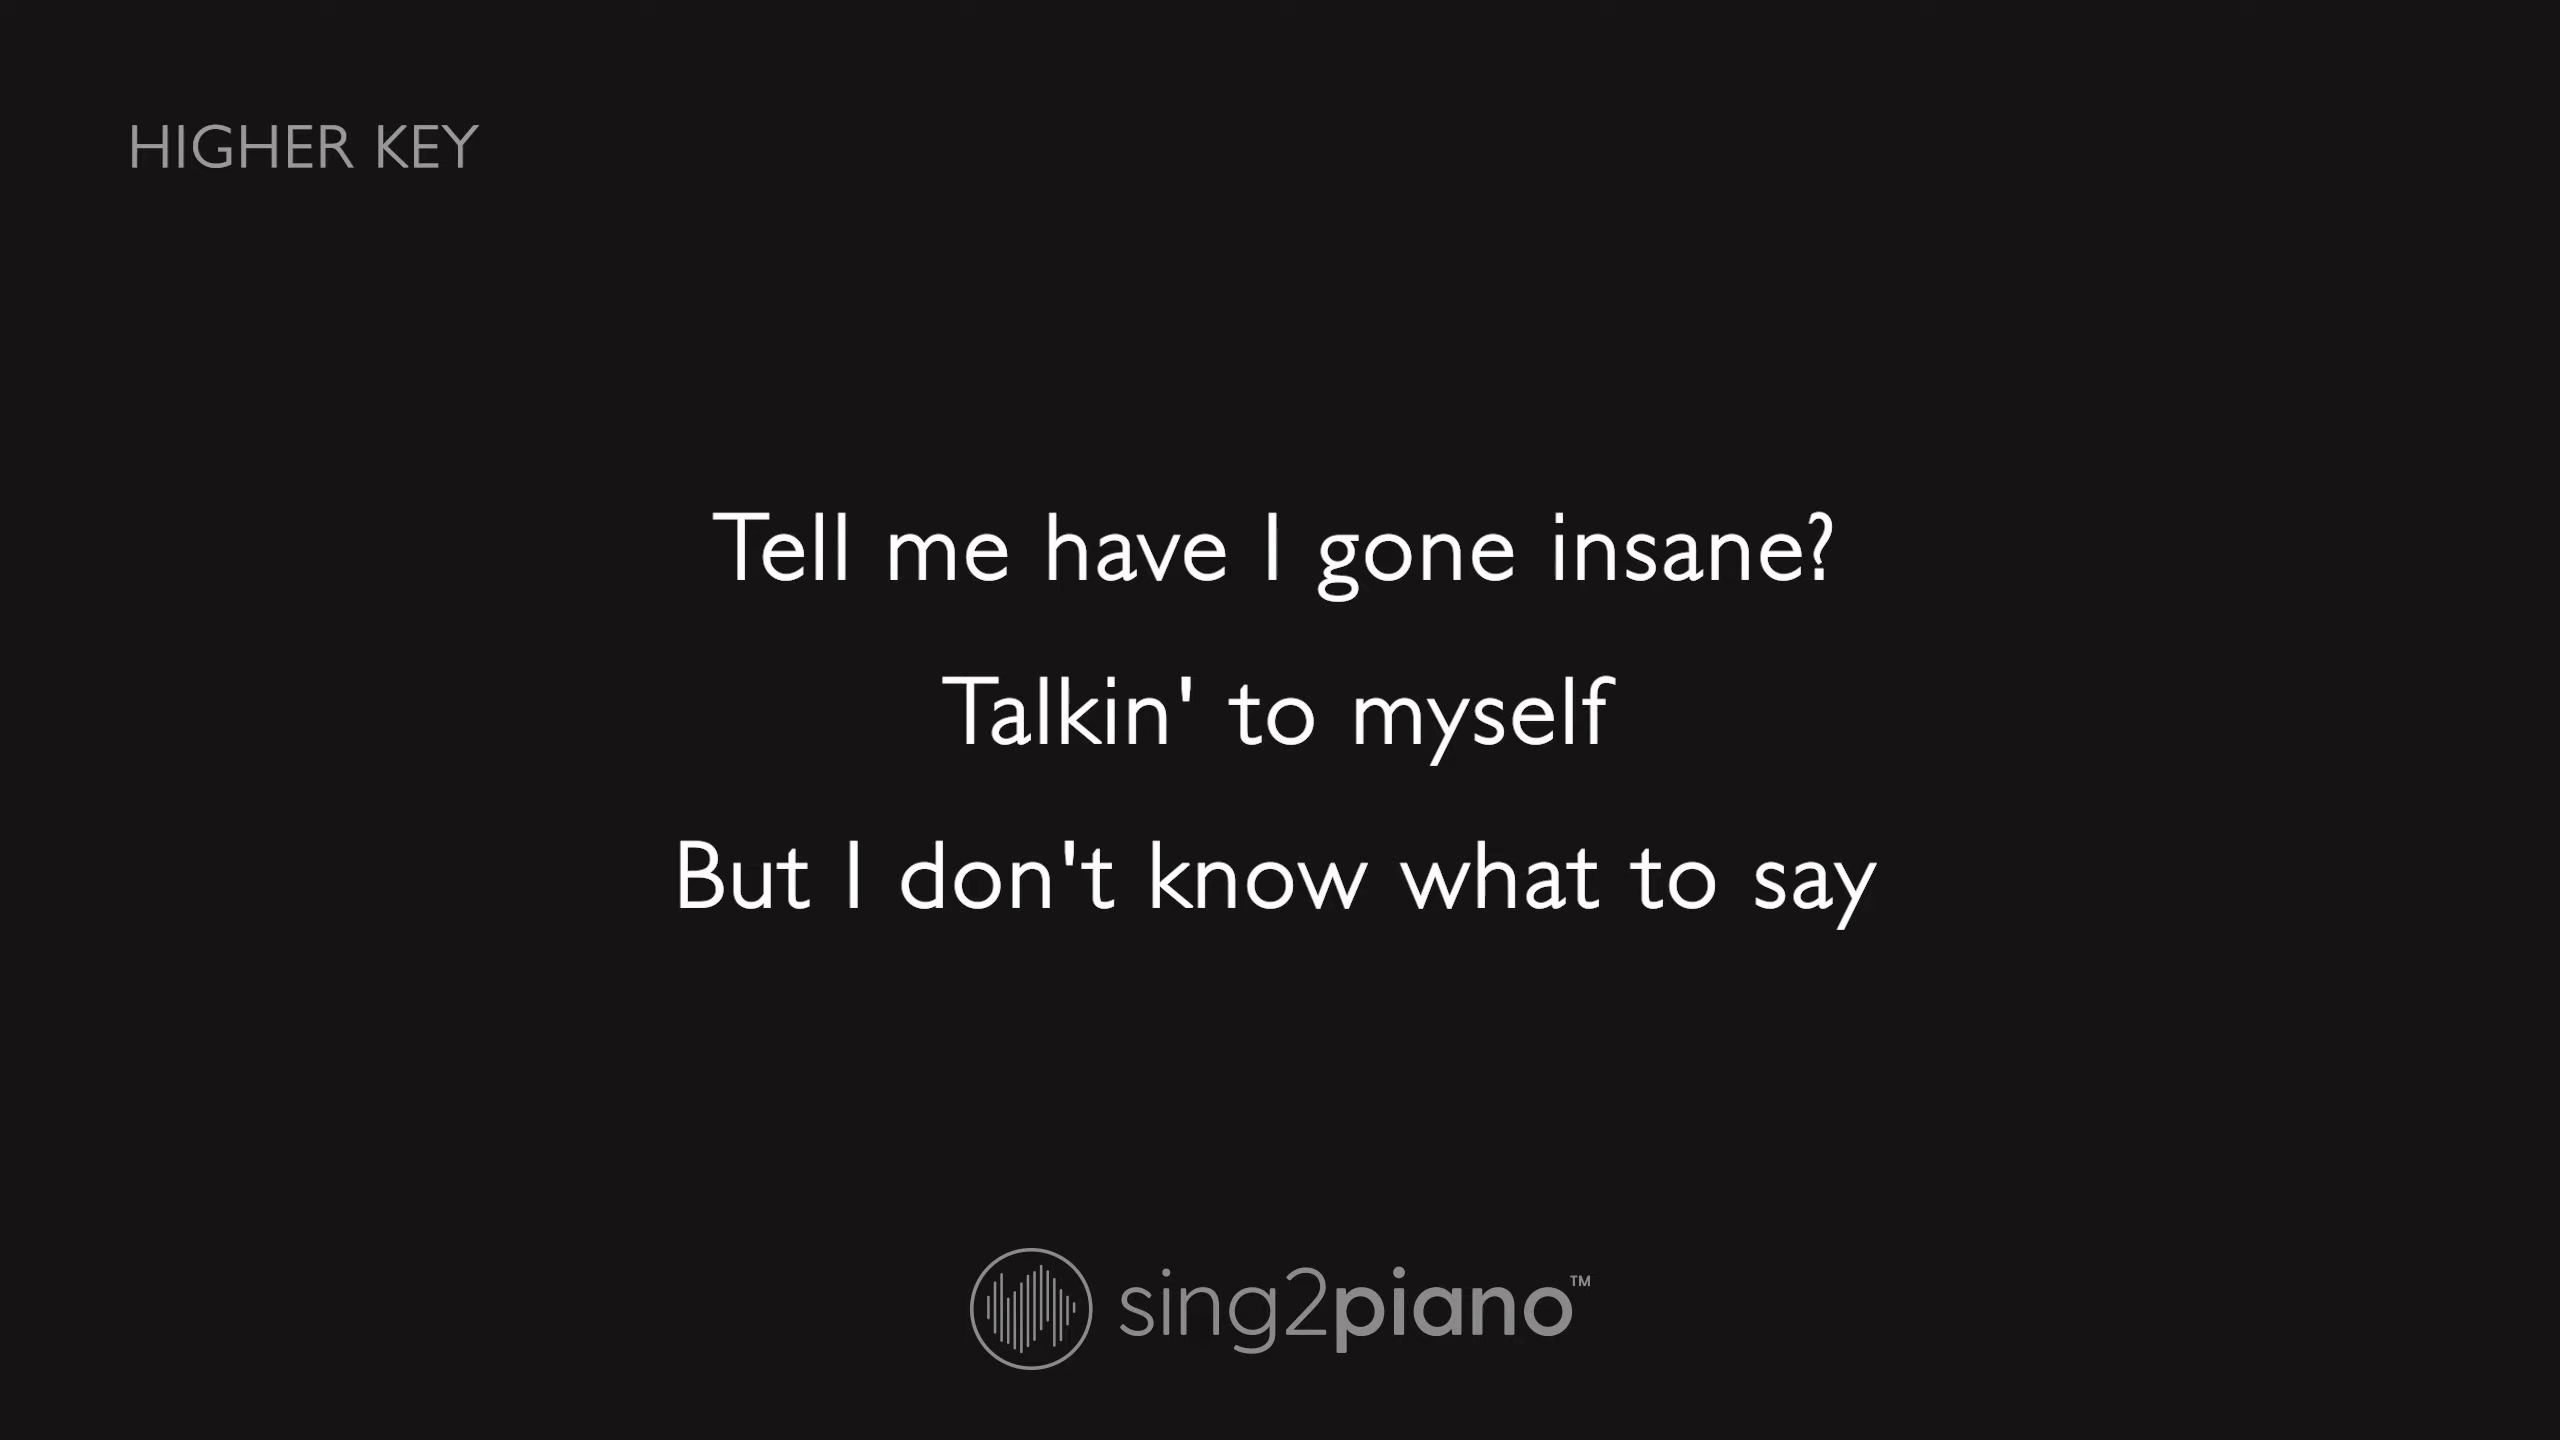 HIGHER KEY
Tell me have I gone insane?
Talkin' to myself
But I don't know what to say
sing2piano™